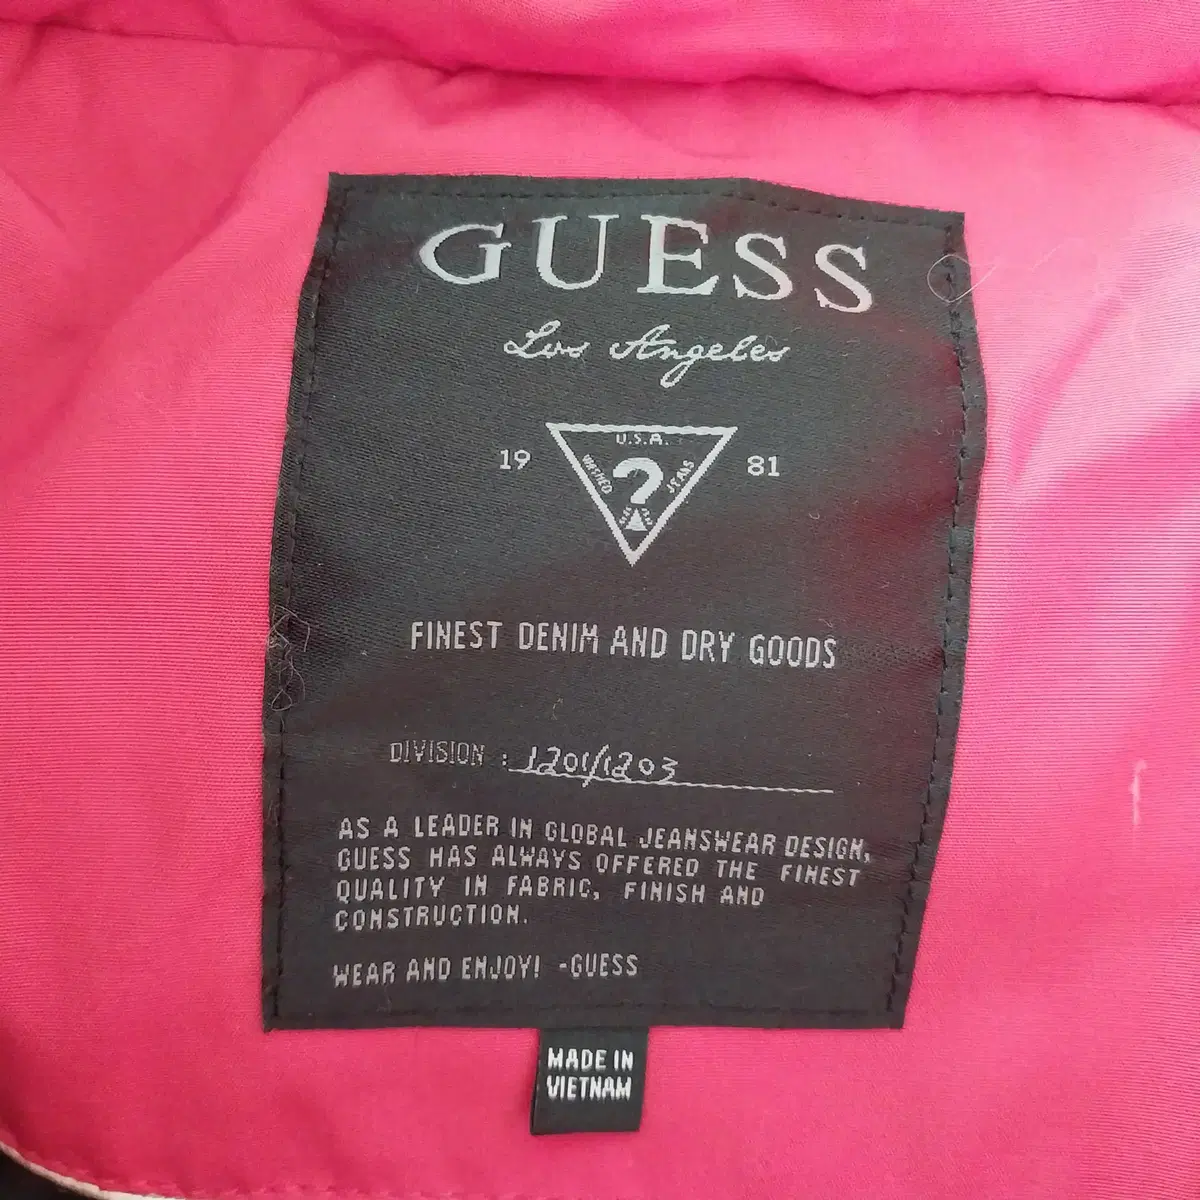 GUESS
Los Angeles
19 81
U.S.A.
?
JEANS
FINEST DENIM AND DRY GOODS
DIVISION : 1201/1203
AS A LEADER IN GLOBAL JEANSWEAR DESIGN,
GUESS HAS ALWAYS OFFERED THE FINEST
QUALITY IN FABRIC, FINISH AND
CONSTRUCTION.
WEAR AND ENJOY! -GUESS
MADE IN
VIETNAM